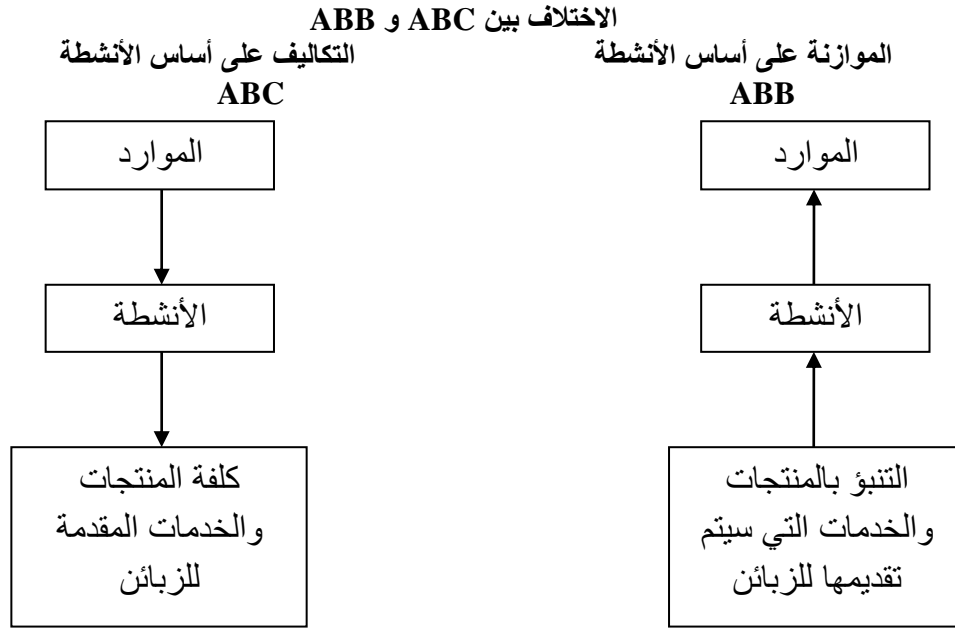 الاختلاف بين ABC و ABB
الموازنة على أساس الأنشطة
ABB
الموارد
الأنشطة
التنبؤ بالمنتجات
والخدمات التي سيتم
تقديمها للزبائن
التكاليف على أساس الأنشطة
ABC
الموارد
الأنشطة
كلفة المنتجات
والخدمات المقدمة
للزبائن